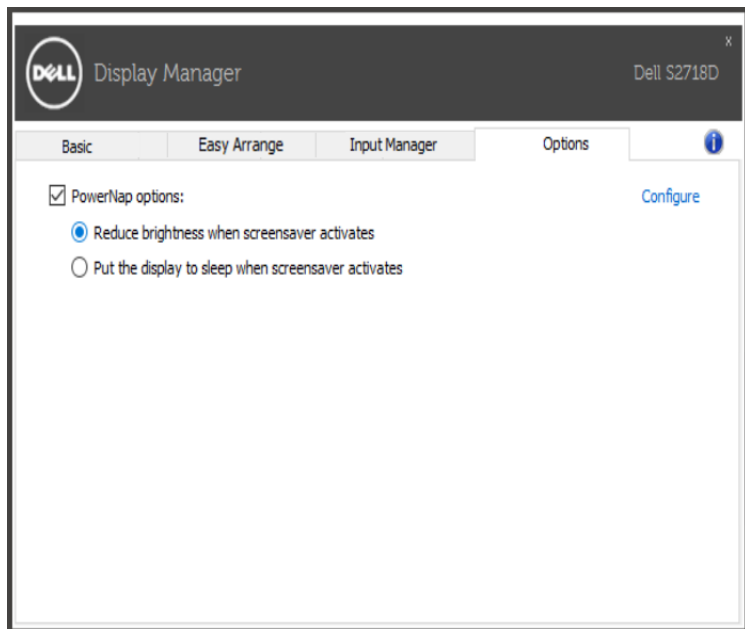 DELL Display Manager
x
Dell S2718D
Basic Easy Arrange Input Manager Options i
PowerNap options: Configure
Reduce brightness when screensaver activates
Put the display to sleep when screensaver activates